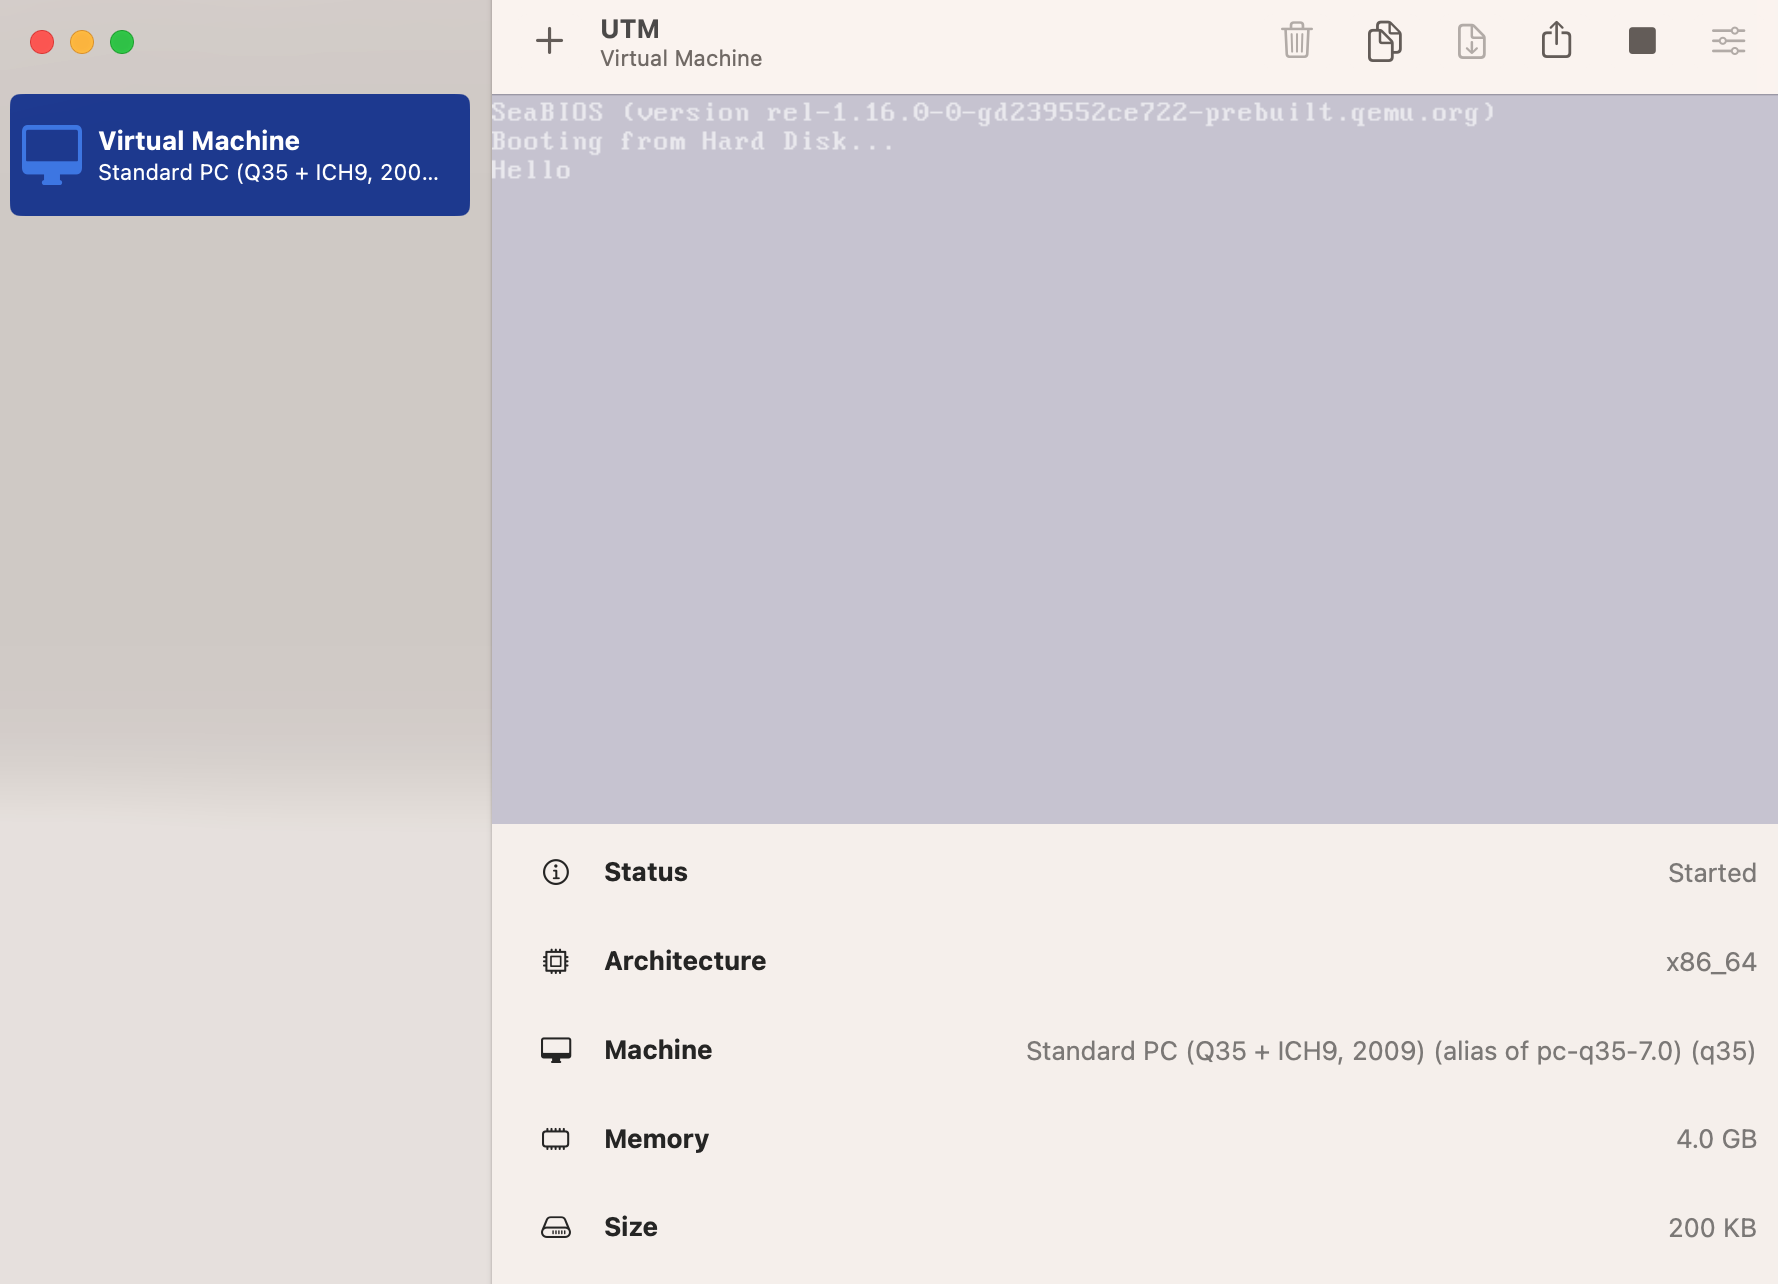 UTM
Virtual Machine
Virtual Machine
Standard PC (Q35 + ICH9, 200...
SeaBIOS (version rel-1.16.0-0-gd239552ce722-prebuilt.qemu.org)
Booting from Hard Disk...
Hello
Status Started
Architecture x86_64
Machine Standard PC (Q35 + ICH9, 2009) (alias of pc-q35-7.0) (q35)
Memory 4.0 GB
Size 200 KB